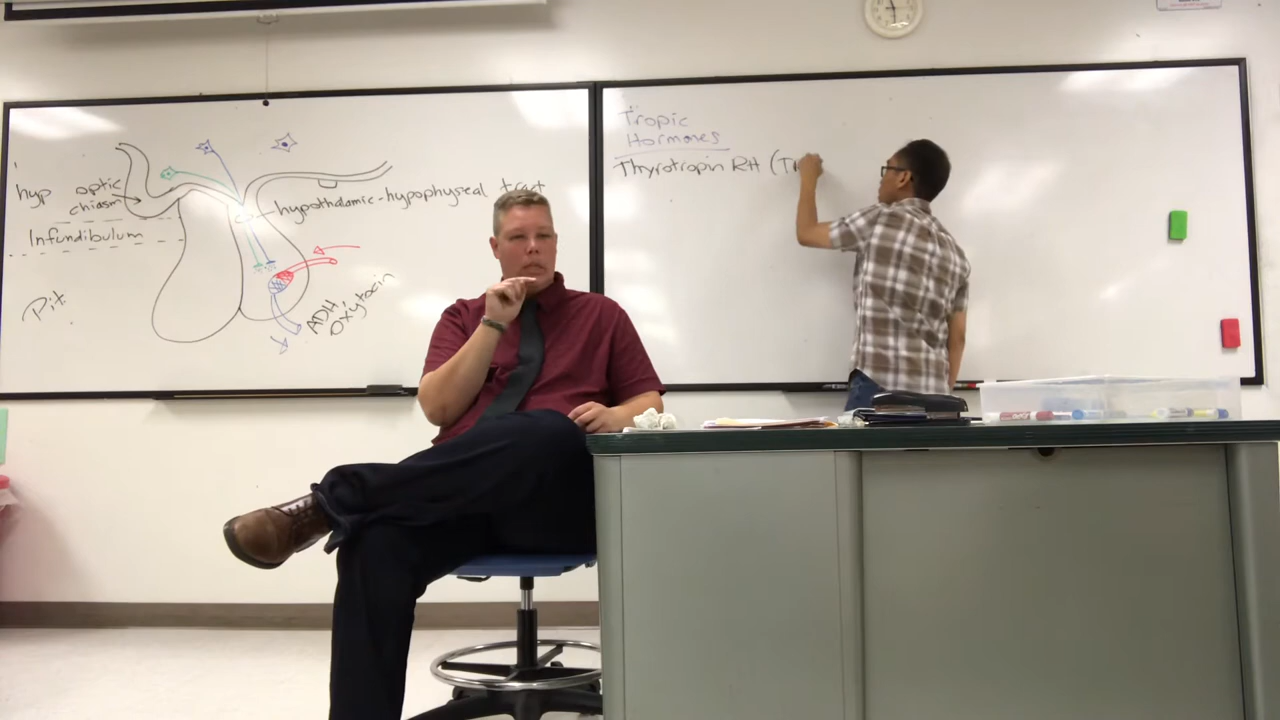 hyp
optic
chiasm
hypothalamic-hypophyseal tract
Infundibulum
Pit.
ADH,
Oxytocin
Tropic
Hormones
Thyrotropin RH (T